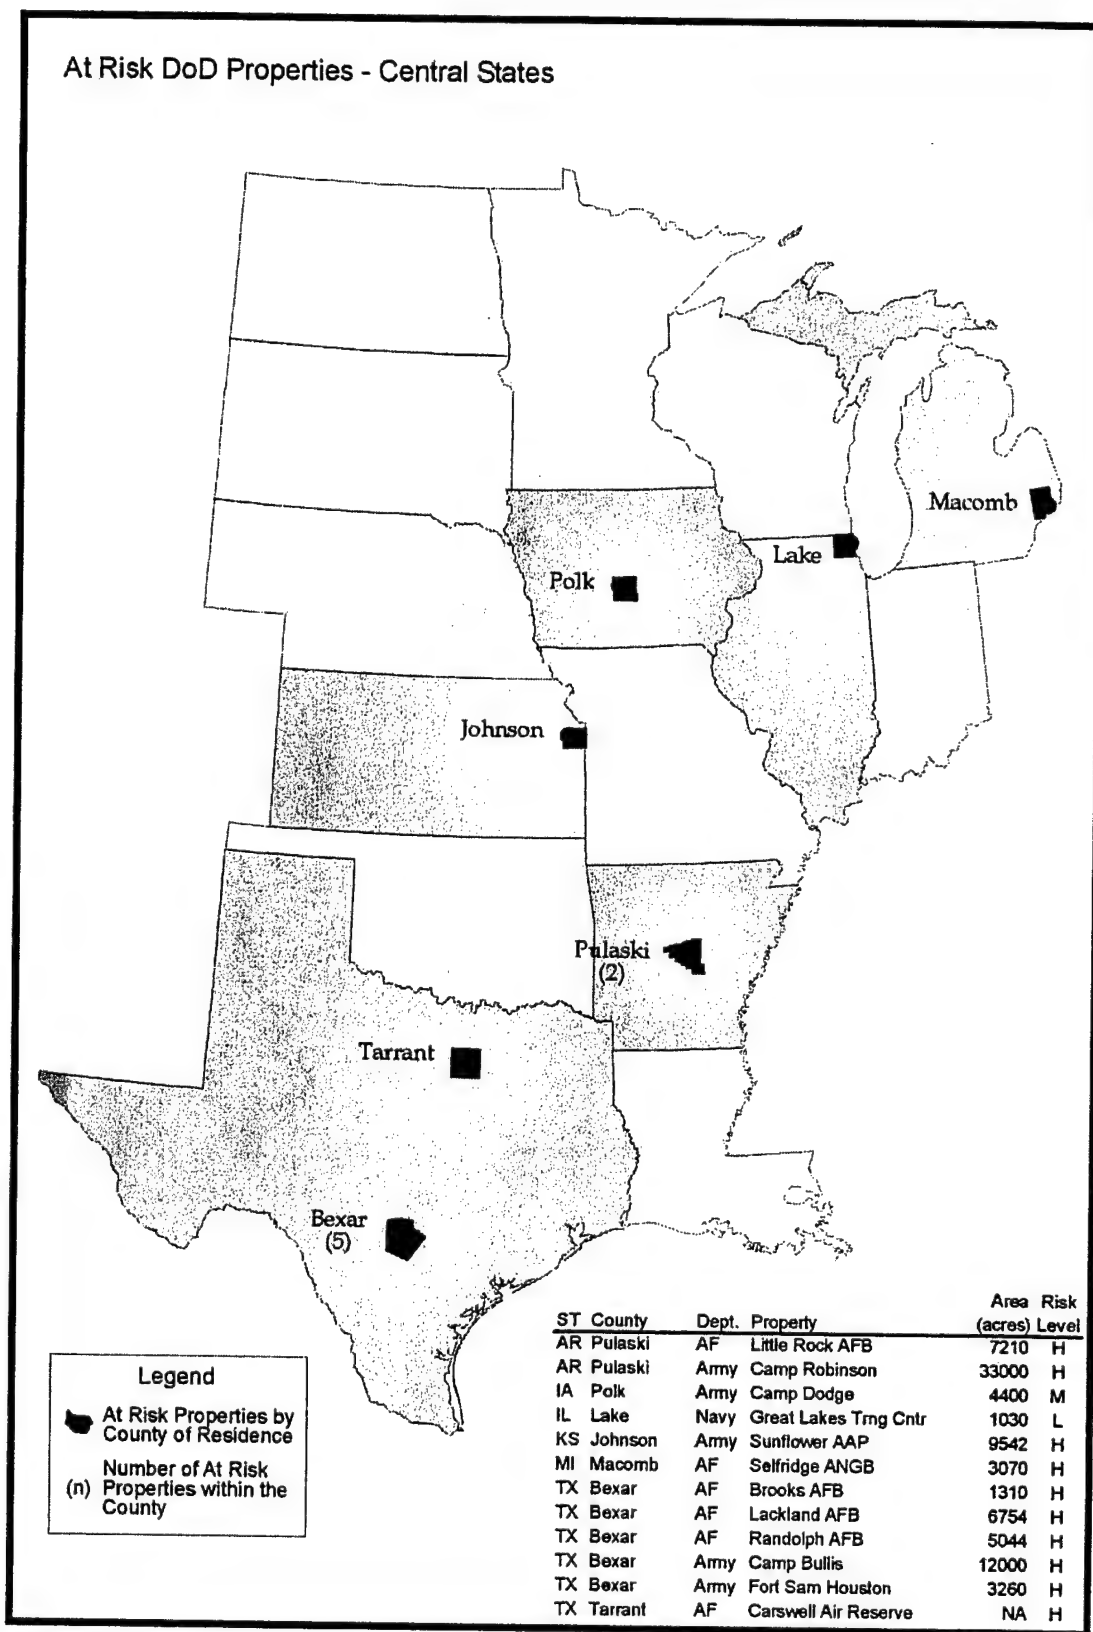 At Risk DoD Properties - Central States
Macomb
Lake
Polk
Johnson
Pulaski
(2)
Tarrant
Bexar
(5)
Legend
At Risk Properties by
County of Residence
Number of At Risk
(n) Properties within the
County
Area Risk
ST County Dept. Property (acres) Level
AR Pulaski AF Little Rock AFB 7210 H
AR Pulaski Army Camp Robinson 33000 H
IA Polk Army Camp Dodge 4400 M
IL Lake Navy Great Lakes Trng Cntr 1030 L
KS Johnson Army Sunflower AAP 9542 H
MI Macomb AF Selfridge ANGB 3070 H
TX Bexar AF Brooks AFB 1310 H
TX Bexar AF Lackland AFB 6754 H
TX Bexar AF Randolph AFB 5044 H
TX Bexar Army Camp Bullis 12000 H
TX Bexar Army Fort Sam Houston 3260 H
TX Tarrant AF Carswell Air Reserve NA H